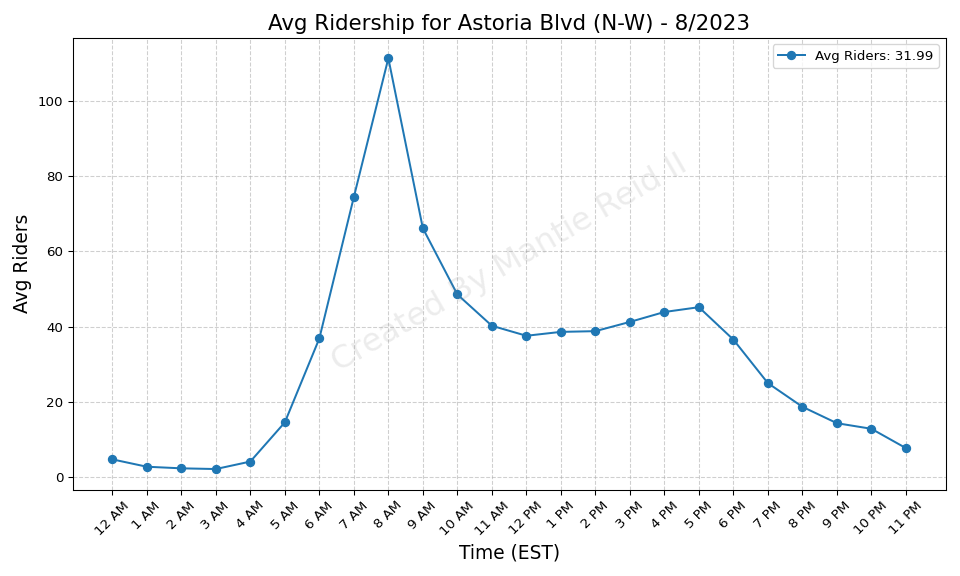 Avg Ridership for Astoria Blvd (N-W) - 8/2023
Avg Riders: 31.99
Avg Riders
100
80
60
40
20
0
Created By Mantie Reid II
12 AM
1 AM
2 AM
3 AM
4 AM
5 AM
6 AM
7 AM
8 AM
9 AM
10 AM
11 AM
12 PM
1 PM
2 PM
3 PM
4 PM
5 PM
6 PM
7 PM
8 PM
9 PM
10 PM
11 PM
Time (EST)